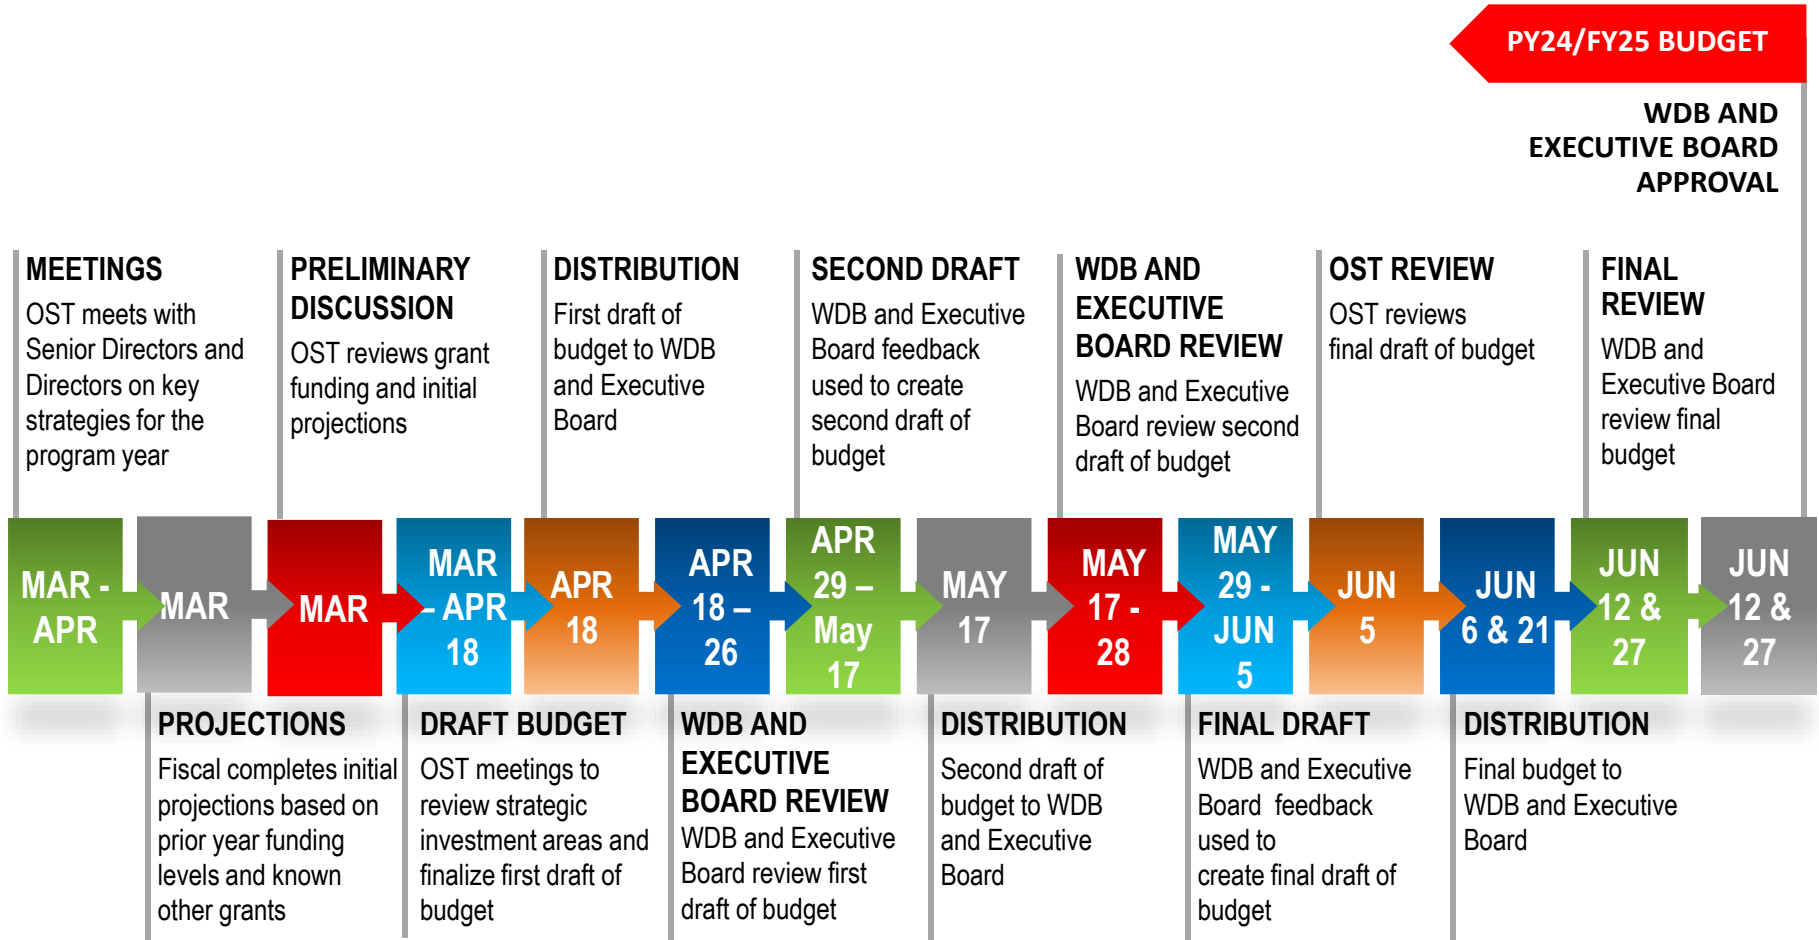 PY24/FY25 BUDGET
WDB AND
EXECUTIVE BOARD
APPROVAL
MEETINGS
OST meets with
Senior Directors and
Directors on key
strategies for the
program year
PRELIMINARY
DISCUSSION
OST reviews grant
funding and initial
projections
DISTRIBUTION
First draft of
budget to WDB
and Executive
Board
SECOND DRAFT
WDB and Executive
Board feedback
used to create
second draft of
budget
WDB AND
EXECUTIVE
BOARD REVIEW
WDB and Executive
Board review second
draft of budget
OST REVIEW
OST reviews
final draft of budget
FINAL
REVIEW
WDB and
Executive Board
review final
budget
MAR -
APR
MAR
MAR
MAR
– APR
18
APR
18
APR
18 –
26
APR
29 –
May
17
MAY
17
MAY
17 -
28
MAY
29 -
JUN
5
JUN
5
JUN
6 & 21
JUN
12 &
27
JUN
12 &
27
PROJECTIONS
Fiscal completes initial
projections based on
prior year funding
levels and known
other grants
DRAFT BUDGET
OST meetings to
review strategic
investment areas and
finalize first draft of
budget
WDB AND
EXECUTIVE
BOARD REVIEW
WDB and Executive
Board review first
draft of budget
DISTRIBUTION
Second draft of
budget to WDB
and Executive
Board
FINAL DRAFT
WDB and Executive
Board feedback
used to
create final draft of
budget
DISTRIBUTION
Final budget to
WDB and Executive
Board